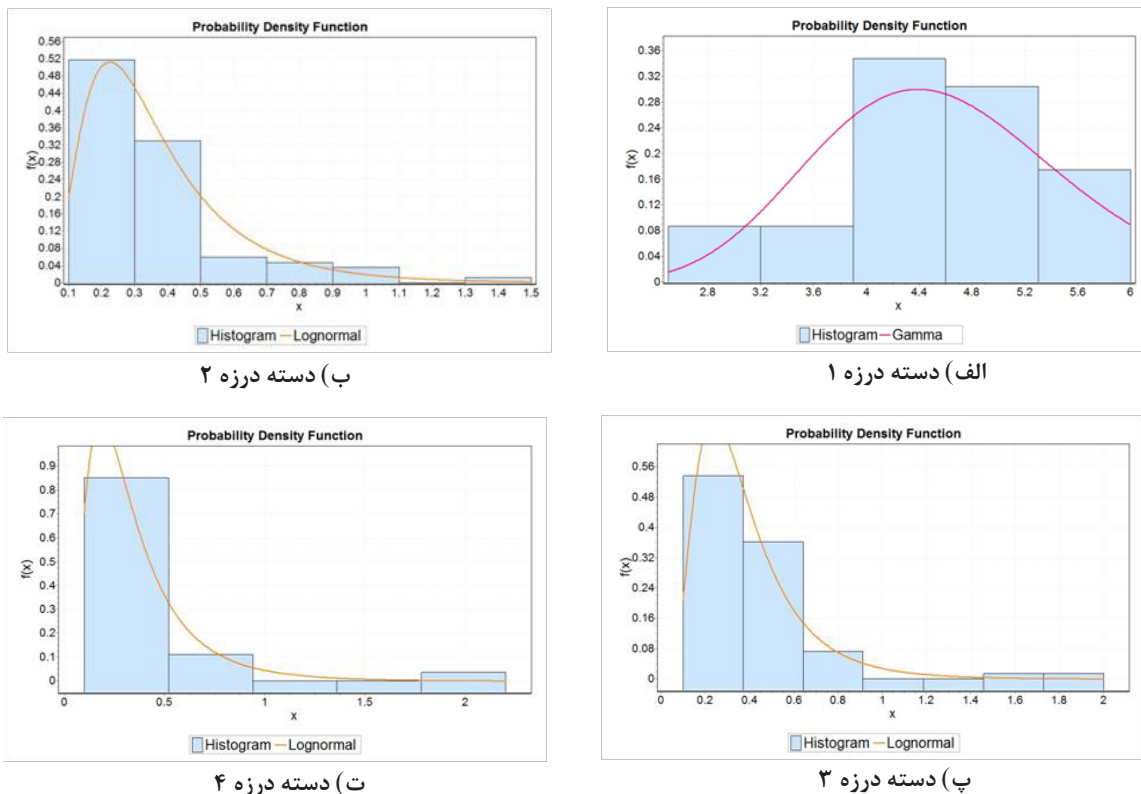 Probability Density Function
0.36
0.32
0.28
0.24
0.2
0.16
0.12
0.08
0.04
0
f(x)
2.8 3.2 3.6 4 4.4 4.8 5.2 5.6 6
x
Histogram Gamma
الف) دسته درزه ۱
Probability Density Function
0.56
0.52
0.48
0.44
0.4
0.36
0.32
0.28
0.24
0.2
0.16
0.12
0.08
0.04
0
f(x)
0.1 0.2 0.3 0.4 0.5 0.6 0.7 0.8 0.9 1 1.1 1.2 1.3 1.4 1.5
x
Histogram Lognormal
ب) دسته درزه ۲
Probability Density Function
0.56
0.48
0.4
0.32
0.24
0.16
0.08
0
f(x)
0 0.2 0.4 0.6 0.8 1 1.2 1.4 1.6 1.8 2
x
Histogram Lognormal
پ) دسته درزه ۳
Probability Density Function
0.9
0.8
0.7
0.6
0.5
0.4
0.3
0.2
0.1
0
f(x)
0 0.5 1 1.5 2
x
Histogram Lognormal
ت) دسته درزه ۴